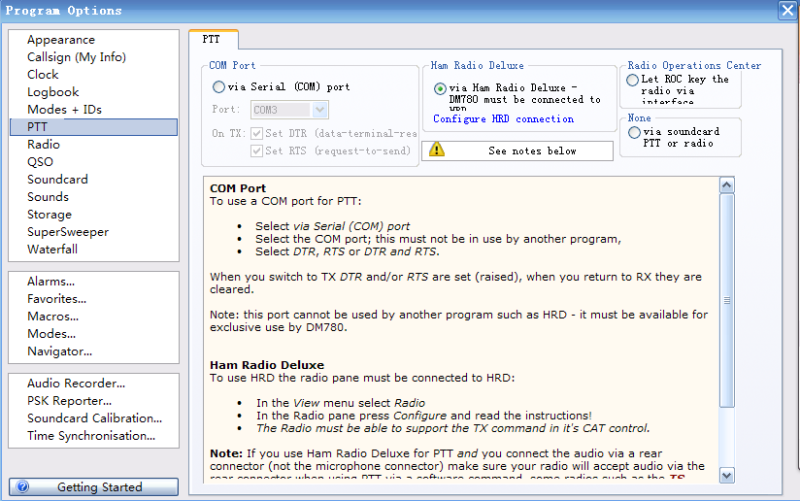 Program Options
Appearance
Callsign (My Info)
Clock
Logbook
Modes + IDs
PTT
Radio
QSO
Soundcard
Sounds
Storage
SuperSweeper
Waterfall
Alarms...
Favorites...
Macros...
Modes...
Navigator...
Audio Recorder...
PSK Reporter...
Soundcard Calibration...
Time Synchronisation...
Getting Started
PTT
COM Port
via Serial (COM) port
Port: COM3
On TX: Set DTR (data-terminal-rea
Set RTS (request-to-send)
Ham Radio Deluxe
via Ham Radio Deluxe -
DM780 must be connected to
HRD
Configure HRD connection
See notes below
Radio Operations Center
Let ROC key the
radio via
interface
None
via soundcard
PTT or radio
COM Port
To use a COM port for PTT:
• Select via Serial (COM) port
• Select the COM port; this must not be in use by another program,
• Select DTR, RTS or DTR and RTS.
When you switch to TX DTR and/or RTS are set (raised), when you return to RX they are
cleared.
Note: this port cannot be used by another program such as HRD - it must be available for
exclusive use by DM780.
Ham Radio Deluxe
To use HRD the radio pane must be connected to HRD:
• In the View menu select Radio
• In the Radio pane press Configure and read the instructions!
• The Radio must be able to support the TX command in it's CAT control.
Note: If you use Ham Radio Deluxe for PTT and you connect the audio via a rear
connector (not the microphone connector) make sure your radio will accept audio via the
rear connector when using PTT via a software command, some radios such as the TS